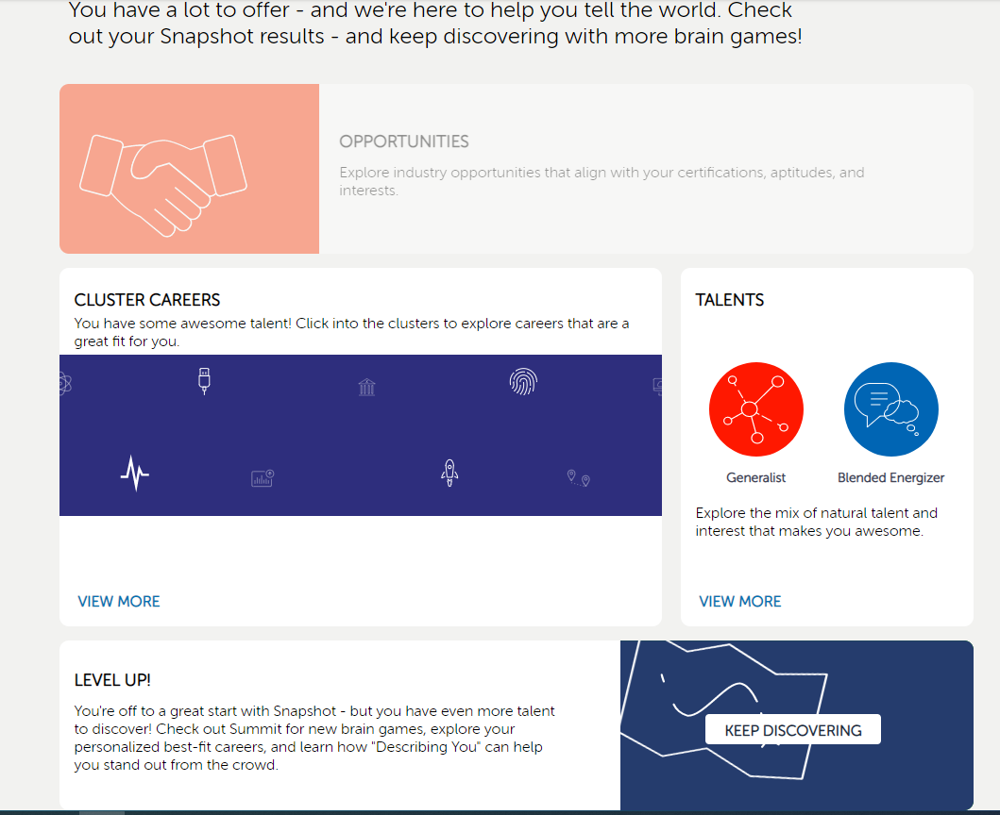 You have a lot to offer - and we're here to help you tell the world. Check
out your Snapshot results - and keep discovering with more brain games!
OPPORTUNITIES
Explore industry opportunities that align with your certifications, aptitudes, and
interests.
CLUSTER CAREERS
You have some awesome talent! Click into the clusters to explore careers that are a
great fit for you.
VIEW MORE
TALENTS
Generalist
Blended Energizer
Explore the mix of natural talent and
interest that makes you awesome.
VIEW MORE
LEVEL UP!
You're off to a great start with Snapshot - but you have even more talent
to discover! Check out Summit for new brain games, explore your
personalized best-fit careers, and learn how "Describing You" can help
you stand out from the crowd.
KEEP DISCOVERING